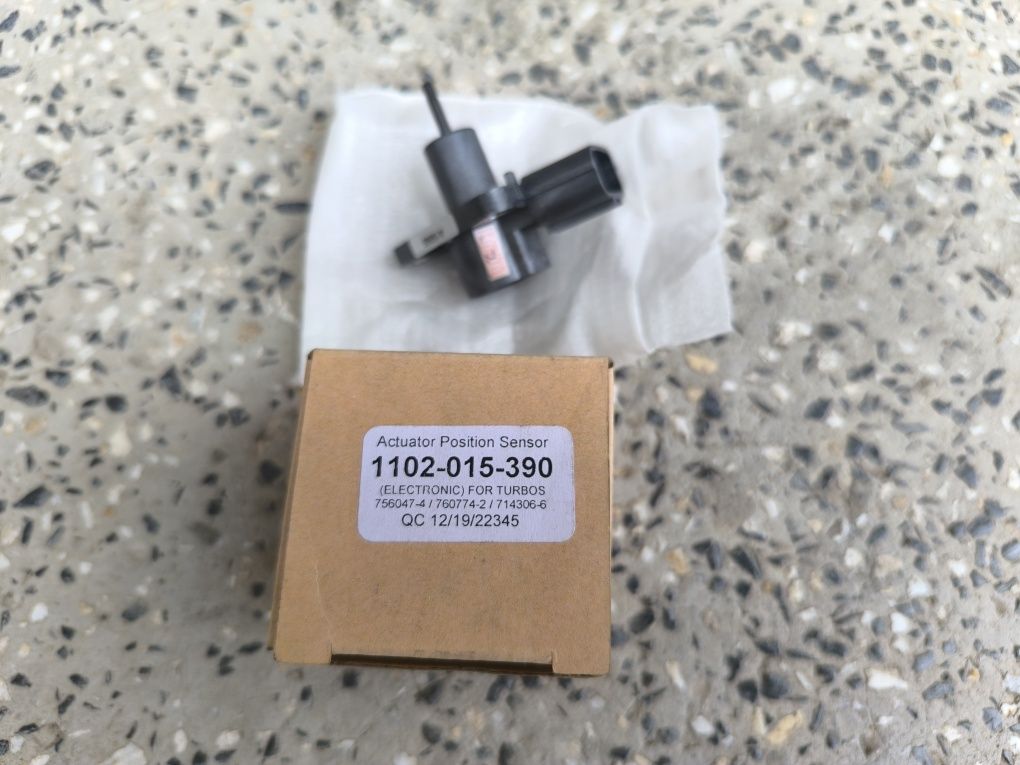 Actuator Position Sensor
1102-015-390
(ELECTRONIC) FOR TURBOS
756047-4 / 760774-2 / 714306-6
QC 12/19/22345